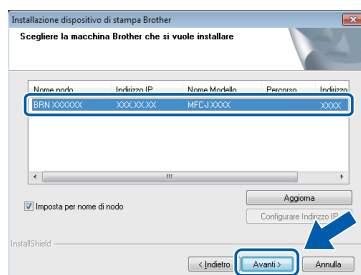 Installazione dispositivo di stampa Brother
Scegliere la macchina Brother che si vuole installare
Nome nodo Indirizzo IP Nome Modello Percorso Indirizzo
BRN XXXXXX XXX.XX.XX MFC-J XXXX XXXX
Aggiorna
Imposta per nome di nodo
Configurare Indirizzo IP
InstallShield
< Indietro Avanti > Annulla